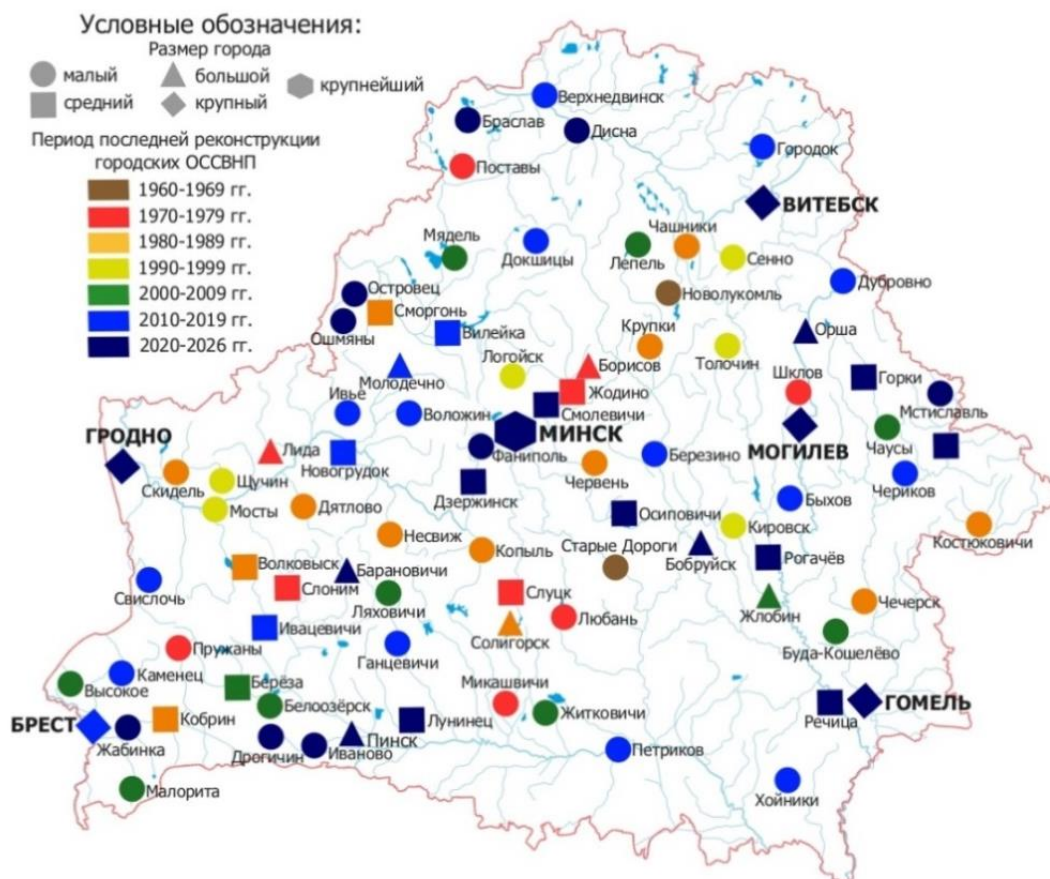 Условные обозначения:
Размер города
малый
большой
крупнейший
средний
крупный
Период последней реконструкции
городских ОССВНП
1960-1969 гг.
1970-1979 гг.
1980-1989 гг.
1990-1999 гг.
2000-2009 гг.
2010-2019 гг.
2020-2026 гг.
Верхнедвинск
Браслав
Дисна
Городок
Поставы
ВИТЕБСК
Чашники
Мядель
Докшицы
Лепель
Сенно
Дубровно
Островец
Новолукомль
Сморгонь
Крупки
Орша
Ошмяны
Вилейка
Логойск
Толочин
Борисов
Шклов
Горки
Молодечно
Жодино
Ивье
Воложин
Смолевичи
Мстиславль
ГРОДНО
МИНСК
Чаусы
Лида
Фаниполь
Березино
МОГИЛЕВ
Новогрудок
Щучин
Скидель
Дзержинск
Червень
Чериков
Мосты
Дятлово
Осиповичи
Быхов
Кировск
Несвиж
Костюковичи
Копыль
Старые Дороги
Бобруйск
Рогачёв
Волковыск
Барановичи
Свислочь
Слоним
Ляховичи
Слуцк
Любань
Жлобин
Чечерск
Ивацевичи
Солигорск
Ганцевичи
Буда-Кошелёво
Пружаны
Каменец
Высокое
Берёза
Микашвичи
Белоозёрск
Житковичи
ГОМЕЛЬ
БРЕСТ
Кобрин
Лунинец
Речица
Жабинка
Дрогичин
Иваново
Пинск
Петриков
Малорита
Хойники